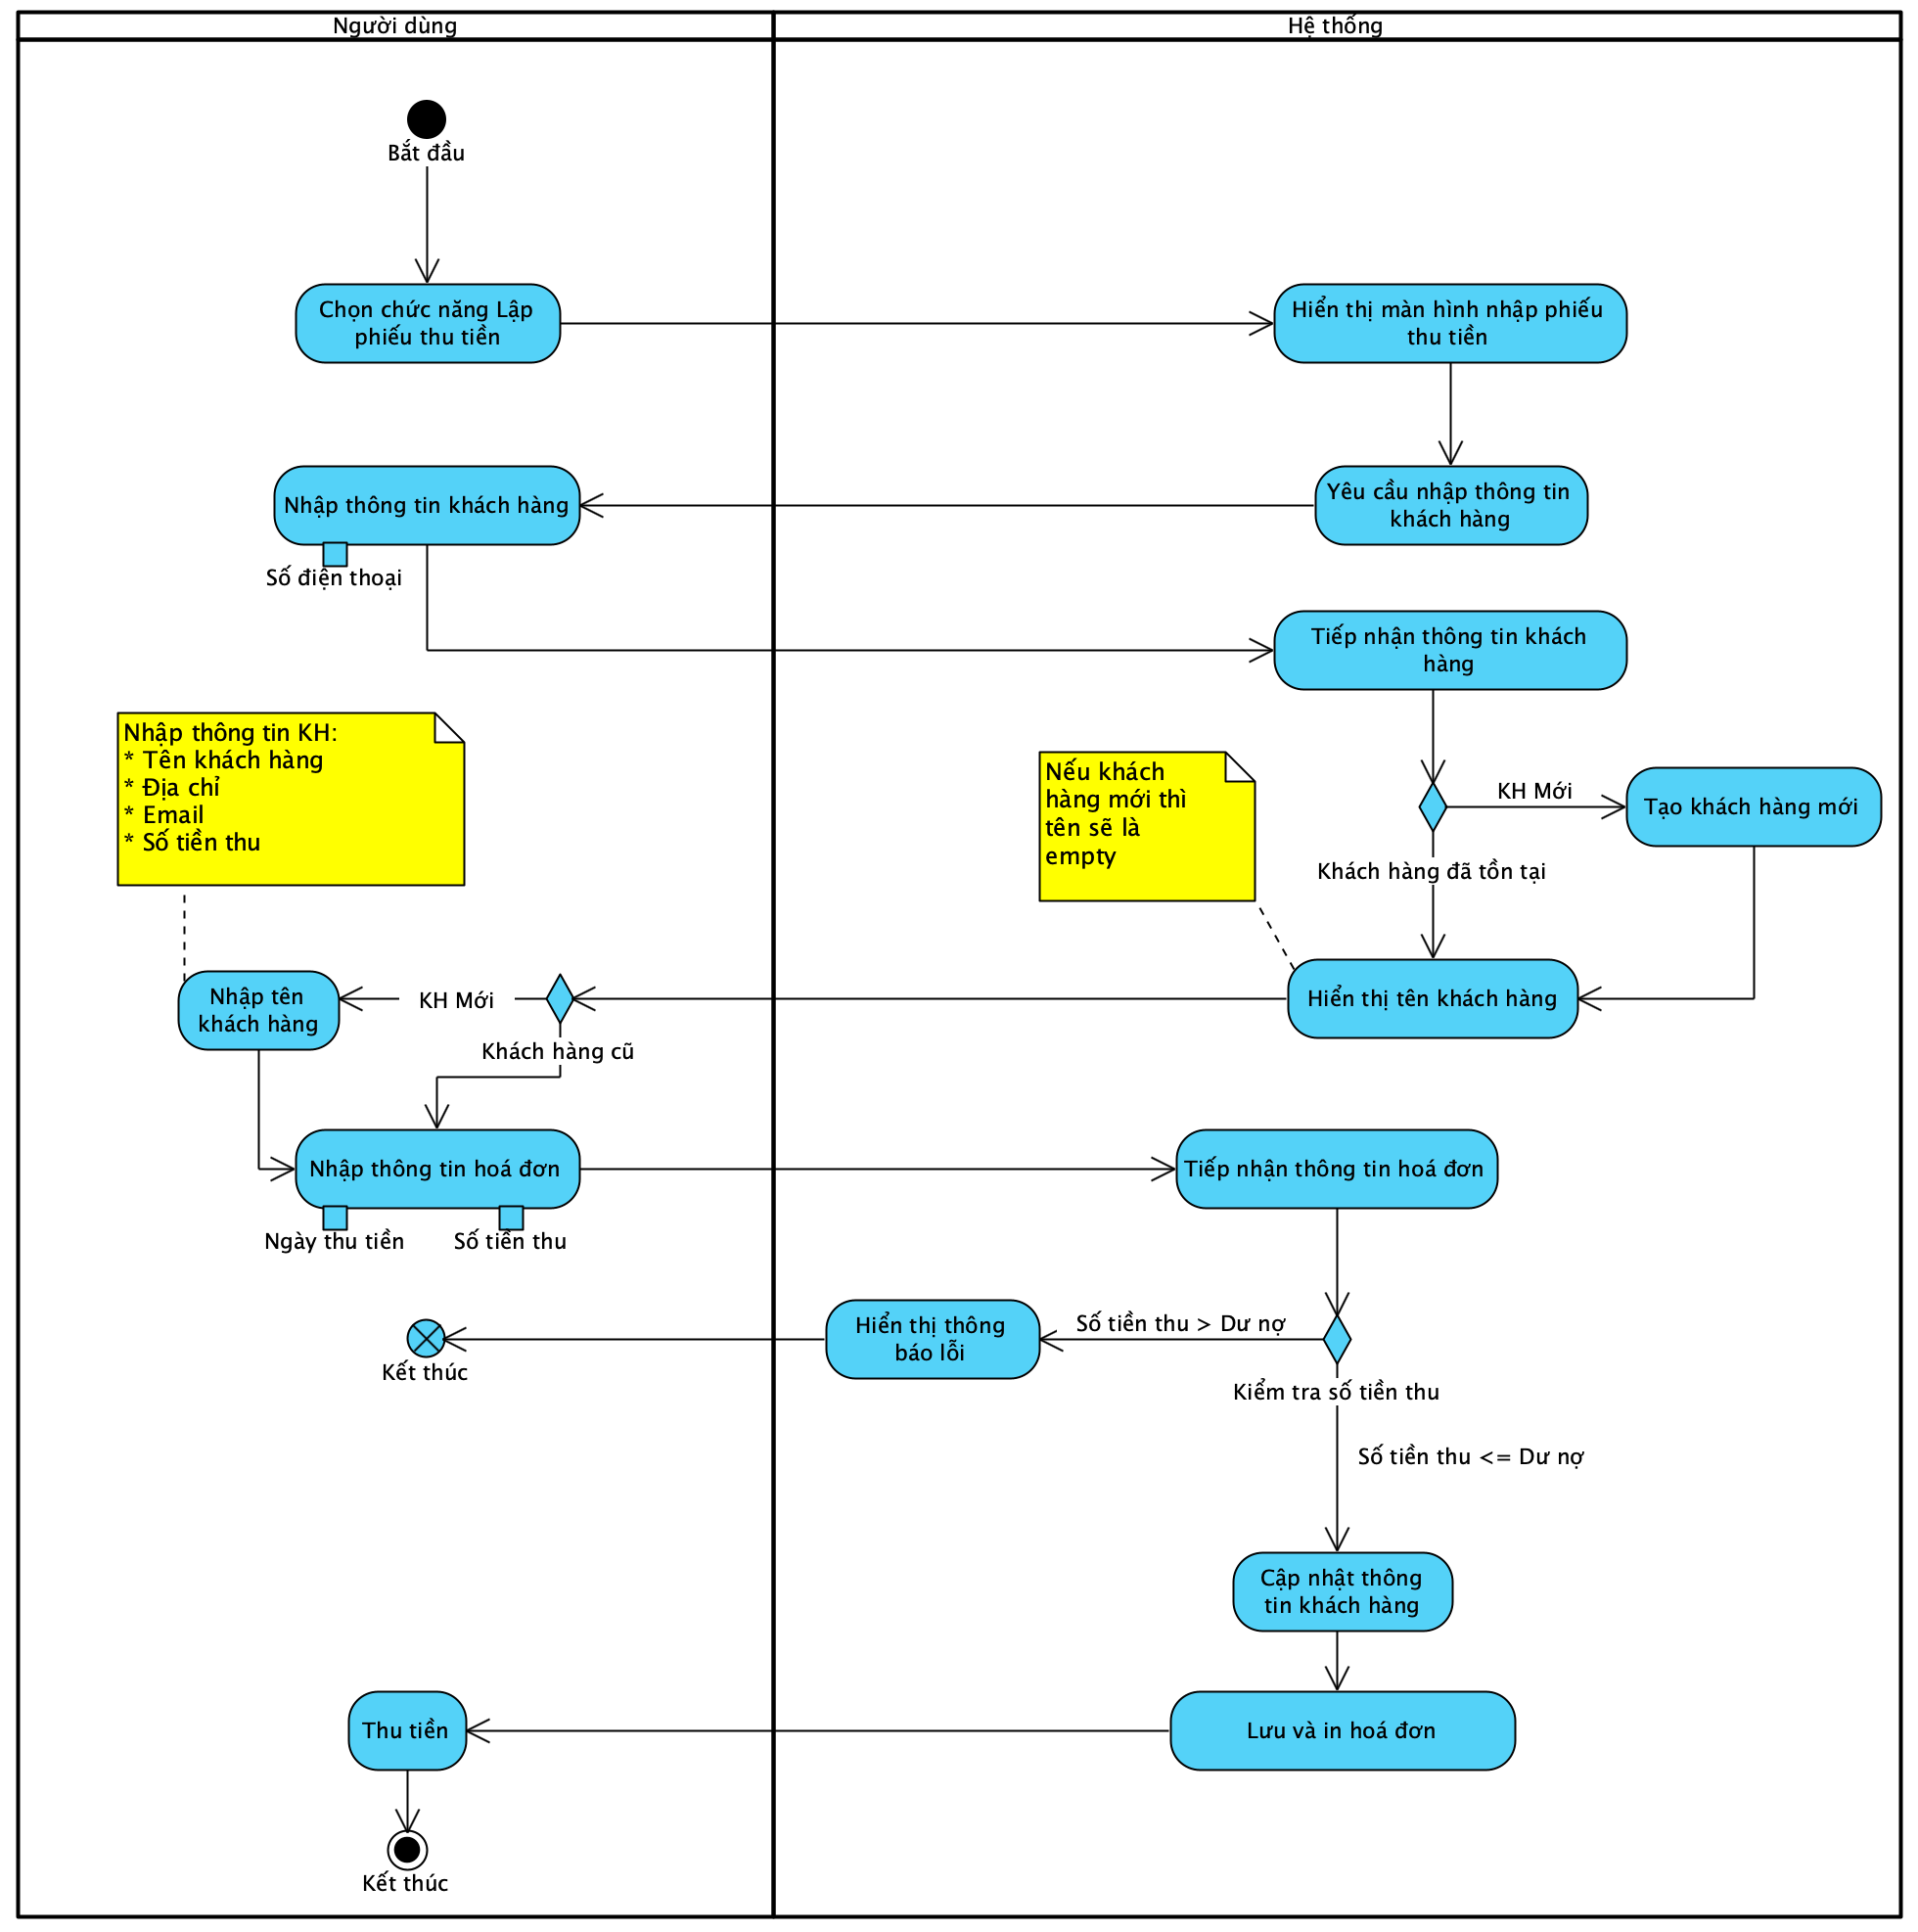 Người dùng
Hệ thống
Bắt đầu
Chọn chức năng Lập
phiếu thu tiền
Hiển thị màn hình nhập phiếu
thu tiền
Nhập thông tin khách hàng
Yêu cầu nhập thông tin
khách hàng
Số điện thoại
Tiếp nhận thông tin khách
hàng
Nhập thông tin KH:
* Tên khách hàng
* Địa chỉ
* Email
* Số tiền thu
Nếu khách
hàng mới thì
tên sẽ là
empty
KH Mới
Tạo khách hàng mới
Khách hàng đã tồn tại
Nhập tên
khách hàng
KH Mới
Hiển thị tên khách hàng
Khách hàng cũ
Nhập thông tin hoá đơn
Tiếp nhận thông tin hoá đơn
Ngày thu tiền
Số tiền thu
Hiển thị thông
báo lỗi
Số tiền thu > Dư nợ
Kết thúc
Kiểm tra số tiền thu
Số tiền thu <= Dư nợ
Cập nhật thông
tin khách hàng
Thu tiền
Lưu và in hoá đơn
Kết thúc